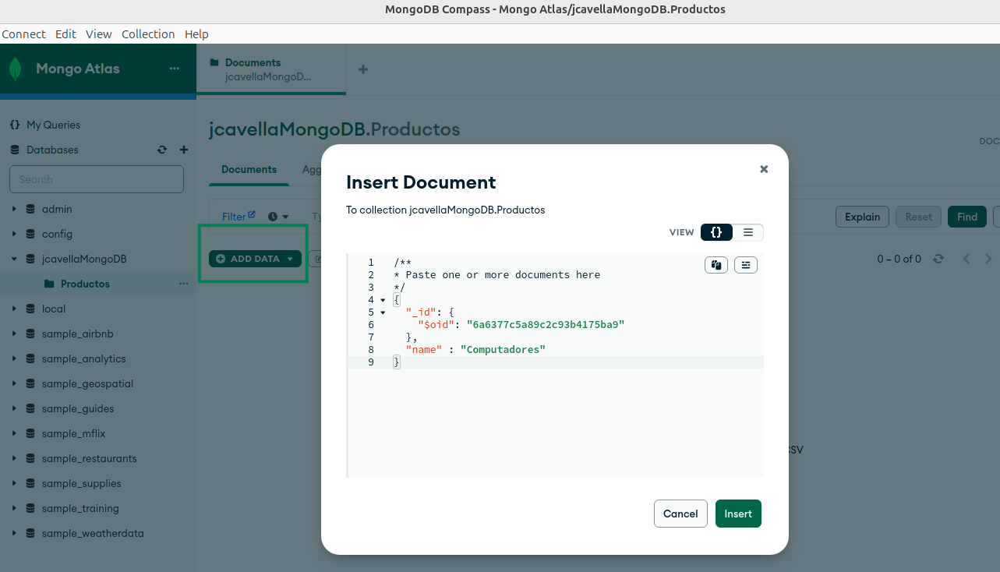 MongoDB Compass - Mongo Atlas/jcavellaMongoDB.Productos
Connect Edit View Collection Help
Mongo Atlas
Documents
jcavellaMongoD...
My Queries
Databases
Search
admin
config
jcavellaMongoDB
Productos
local
sample_airbnb
sample_analytics
sample_geospatial
sample_guides
sample_mflix
sample_restaurants
sample_supplies
sample_training
sample_weatherdata
jcavellaMongoDB.Productos
DOC
Documents Agg
Filter Ty
Explain Reset Find
ADD DATA
0 – 0 of 0
CSV
Insert Document
To collection jcavellaMongoDB.Productos
VIEW {}
1 /**
2 * Paste one or more documents here
3 */
4 {
5 "_id": {
6 "$oid": "6a6377c5a89c2c93b4175ba9"
7 },
8 "name" : "Computadores"
9 }
Cancel Insert